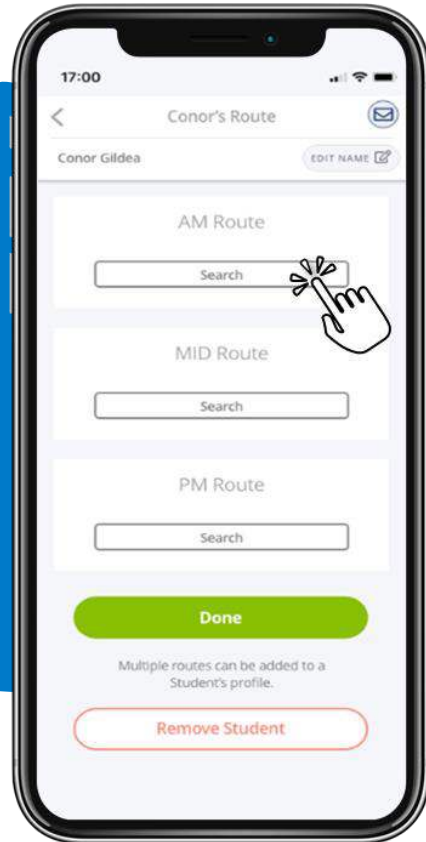 17:00
Conor's Route
Conor Gildea
EDIT NAME
AM Route
Search
MID Route
Search
PM Route
Search
Done
Multiple routes can be added to a
Student's profile.
Remove Student